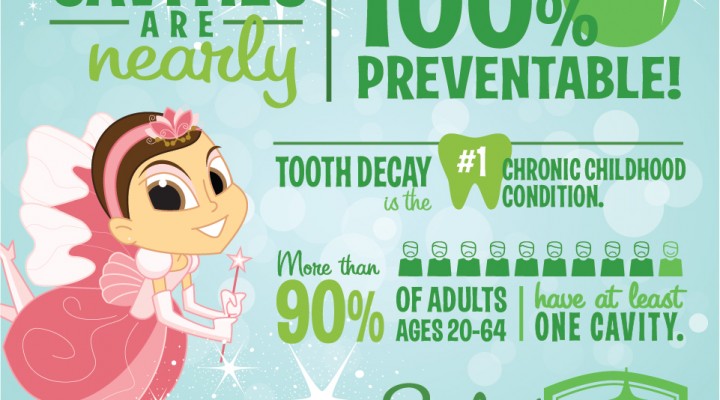 CAVITIES
ARE
nearly
100%
PREVENTABLE!
TOOTH DECAY
is the
#1
CHRONIC CHILDHOOD
CONDITION.
More than
90%
OF ADULTS
AGES 20-64
have at least
ONE CAVITY.